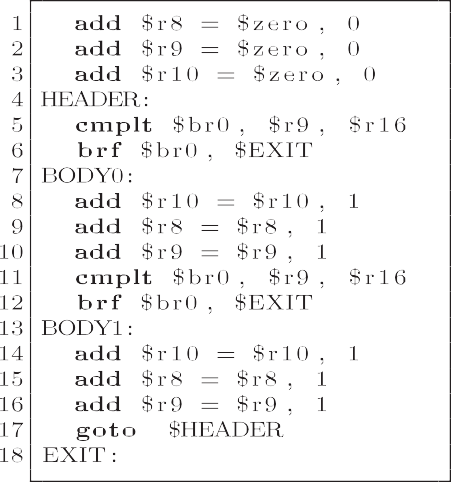 1 add $r8 = $zero, 0
2 add $r9 = $zero, 0
3 add $r10 = $zero, 0
4 HEADER:
5 cmplt $br0, $r9, $r16
6 brf $br0, $EXIT
7 BODY0:
8 add $r10 = $r10, 1
9 add $r8 = $r8, 1
10 add $r9 = $r9, 1
11 cmplt $br0, $r9, $r16
12 brf $br0, $EXIT
13 BODY1:
14 add $r10 = $r10, 1
15 add $r8 = $r8, 1
16 add $r9 = $r9, 1
17 goto $HEADER
18 EXIT: